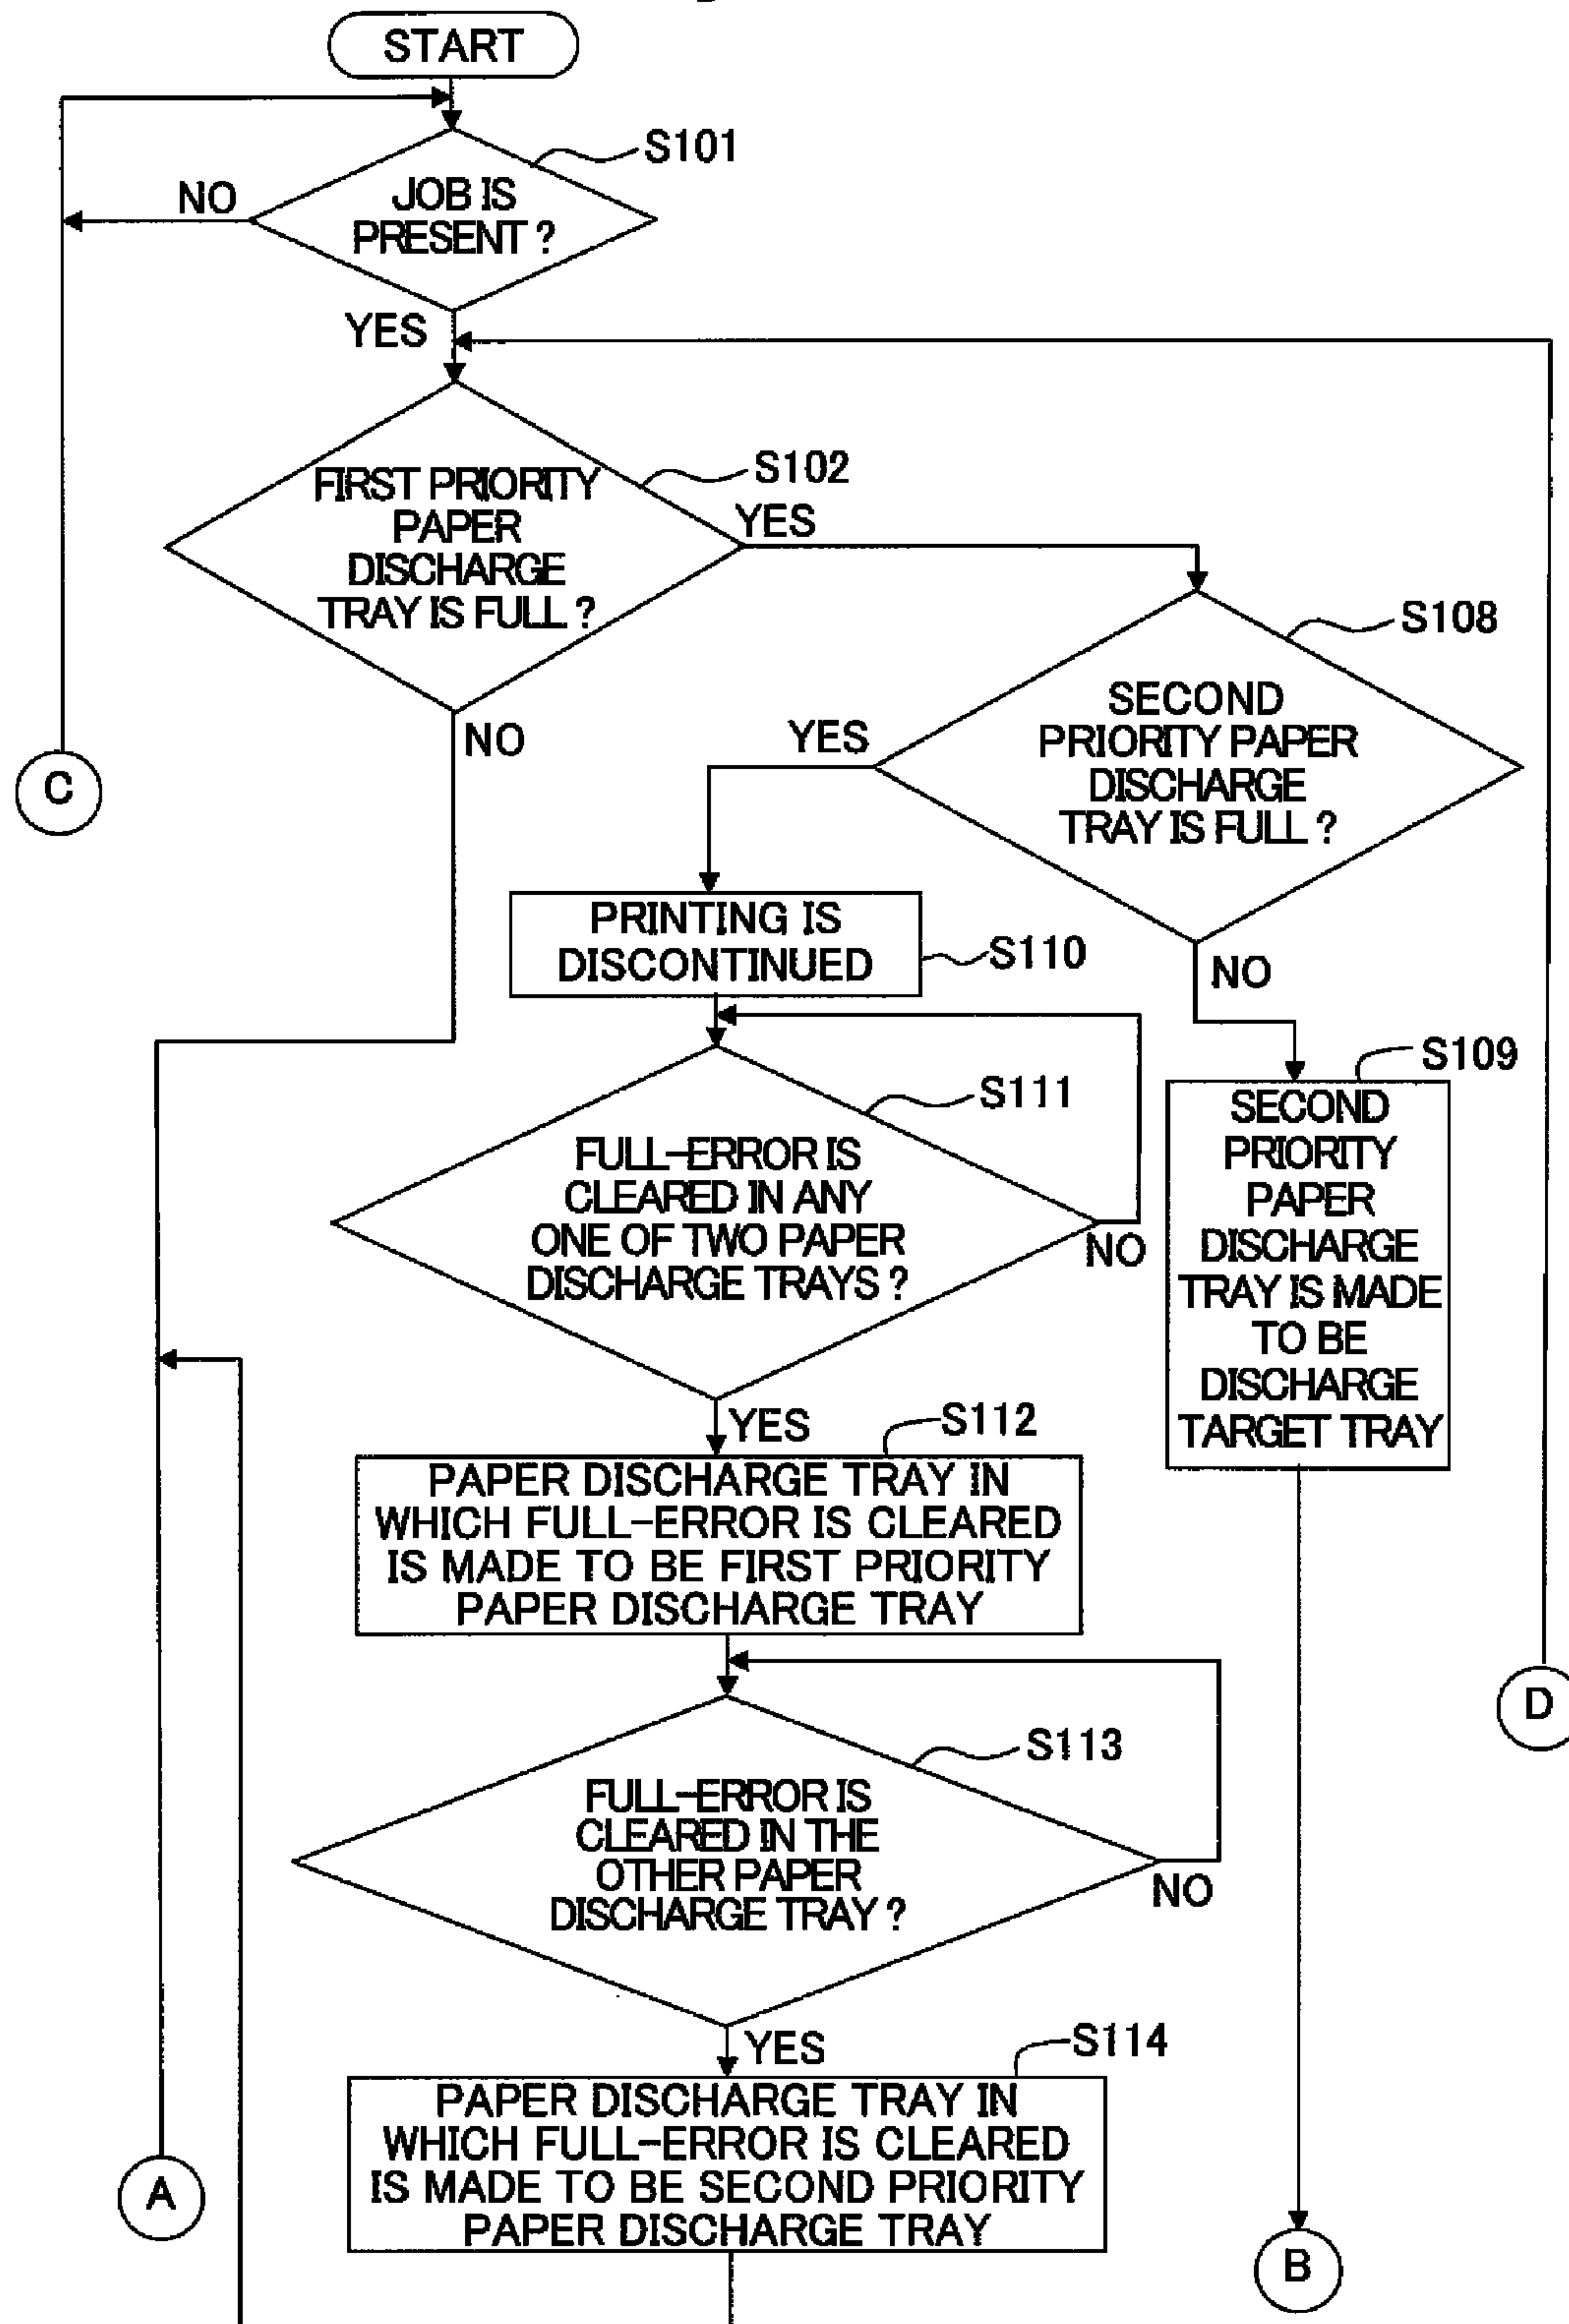 START
S101
NO
JOB IS
PRESENT ?
YES
S102
FIRST PRIORITY
PAPER
DISCHARGE
TRAY IS FULL ?
YES
NO
C
S108
SECOND
PRIORITY PAPER
DISCHARGE
TRAY IS FULL ?
YES
NO
PRINTING IS
DISCONTINUED
S110
S109
SECOND
PRIORITY
PAPER
DISCHARGE
TRAY IS MADE
TO BE
DISCHARGE
TARGET TRAY
S111
FULL-ERROR IS
CLEARED IN ANY
ONE OF TWO PAPER
DISCHARGE TRAYS ?
NO
YES
S112
PAPER DISCHARGE TRAY IN
WHICH FULL-ERROR IS CLEARED
IS MADE TO BE FIRST PRIORITY
PAPER DISCHARGE TRAY
D
S113
FULL-ERROR IS
CLEARED IN THE
OTHER PAPER
DISCHARGE TRAY ?
NO
YES
S114
PAPER DISCHARGE TRAY IN
WHICH FULL-ERROR IS CLEARED
IS MADE TO BE SECOND PRIORITY
PAPER DISCHARGE TRAY
A
B